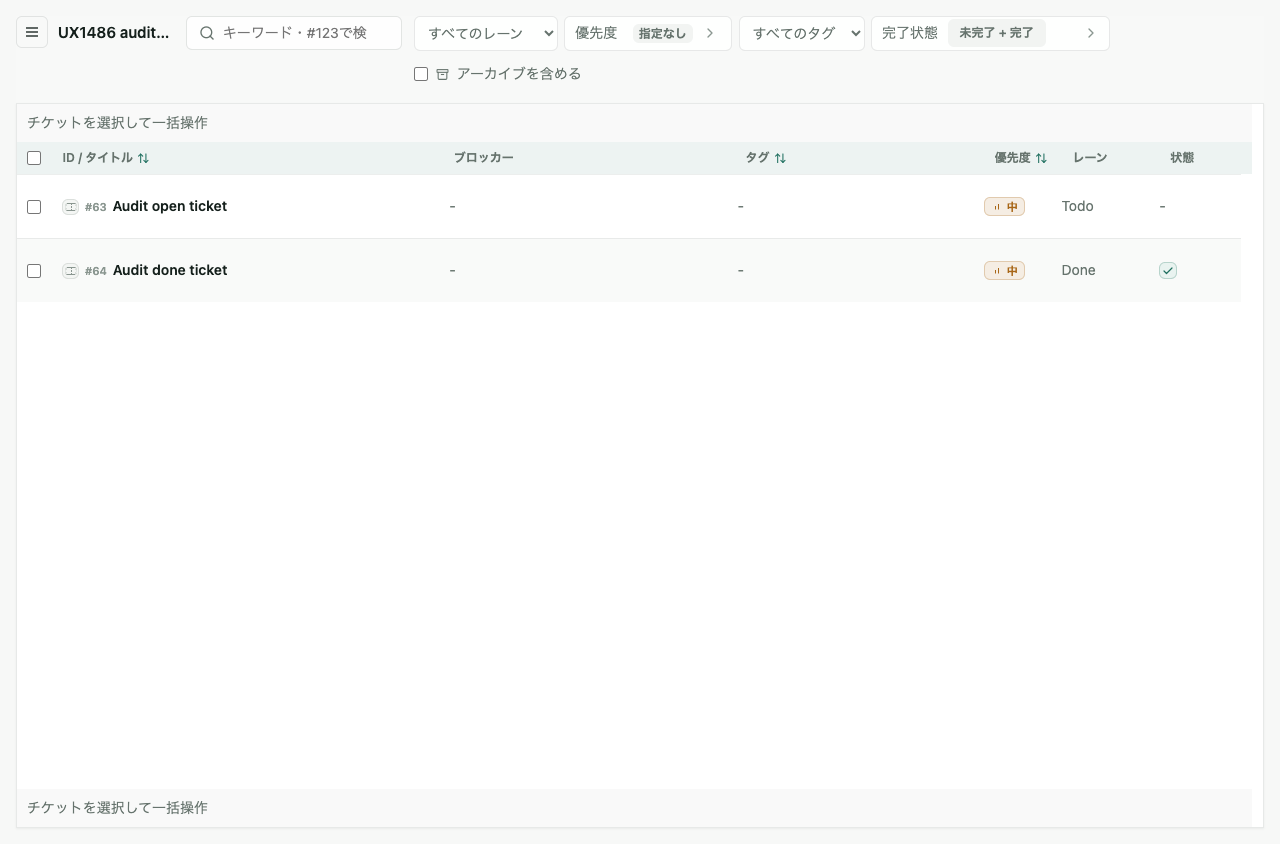 UX1486 audit...
キーワード・#123で検
すべてのレーン
優先度 指定なし
すべてのタグ
完了状態 未完了 + 完了
アーカイブを含める
チケットを選択して一括操作
ID / タイトル ブロッカー タグ 優先度 レーン 状態
#63 Audit open ticket - - 中 Todo -
#64 Audit done ticket - - 中 Done
チケットを選択して一括操作